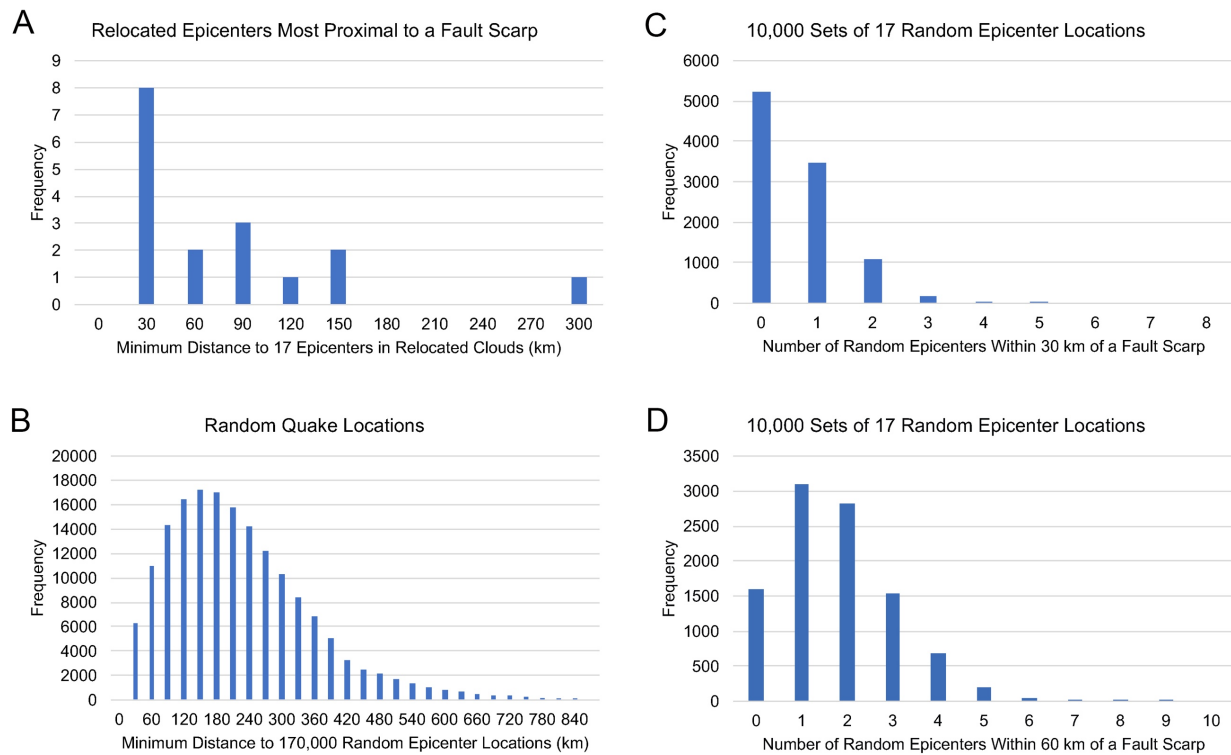 A
Relocated Epicenters Most Proximal to a Fault Scarp
Frequency
9
8
7
6
5
4
3
2
1
0
0 30 60 90 120 150 180 210 240 270 300
Minimum Distance to 17 Epicenters in Relocated Clouds (km)
B
Random Quake Locations
Frequency
20000
18000
16000
14000
12000
10000
8000
6000
4000
2000
0
0 60 120 180 240 300 360 420 480 540 600 660 720 780 840
Minimum Distance to 170,000 Random Epicenter Locations (km)
C
10,000 Sets of 17 Random Epicenter Locations
Frequency
6000
5000
4000
3000
2000
1000
0
0 1 2 3 4 5 6 7 8
Number of Random Epicenters Within 30 km of a Fault Scarp
D
10,000 Sets of 17 Random Epicenter Locations
Frequency
3500
3000
2500
2000
1500
1000
500
0
0 1 2 3 4 5 6 7 8 9 10
Number of Random Epicenters Within 60 km of a Fault Scarp